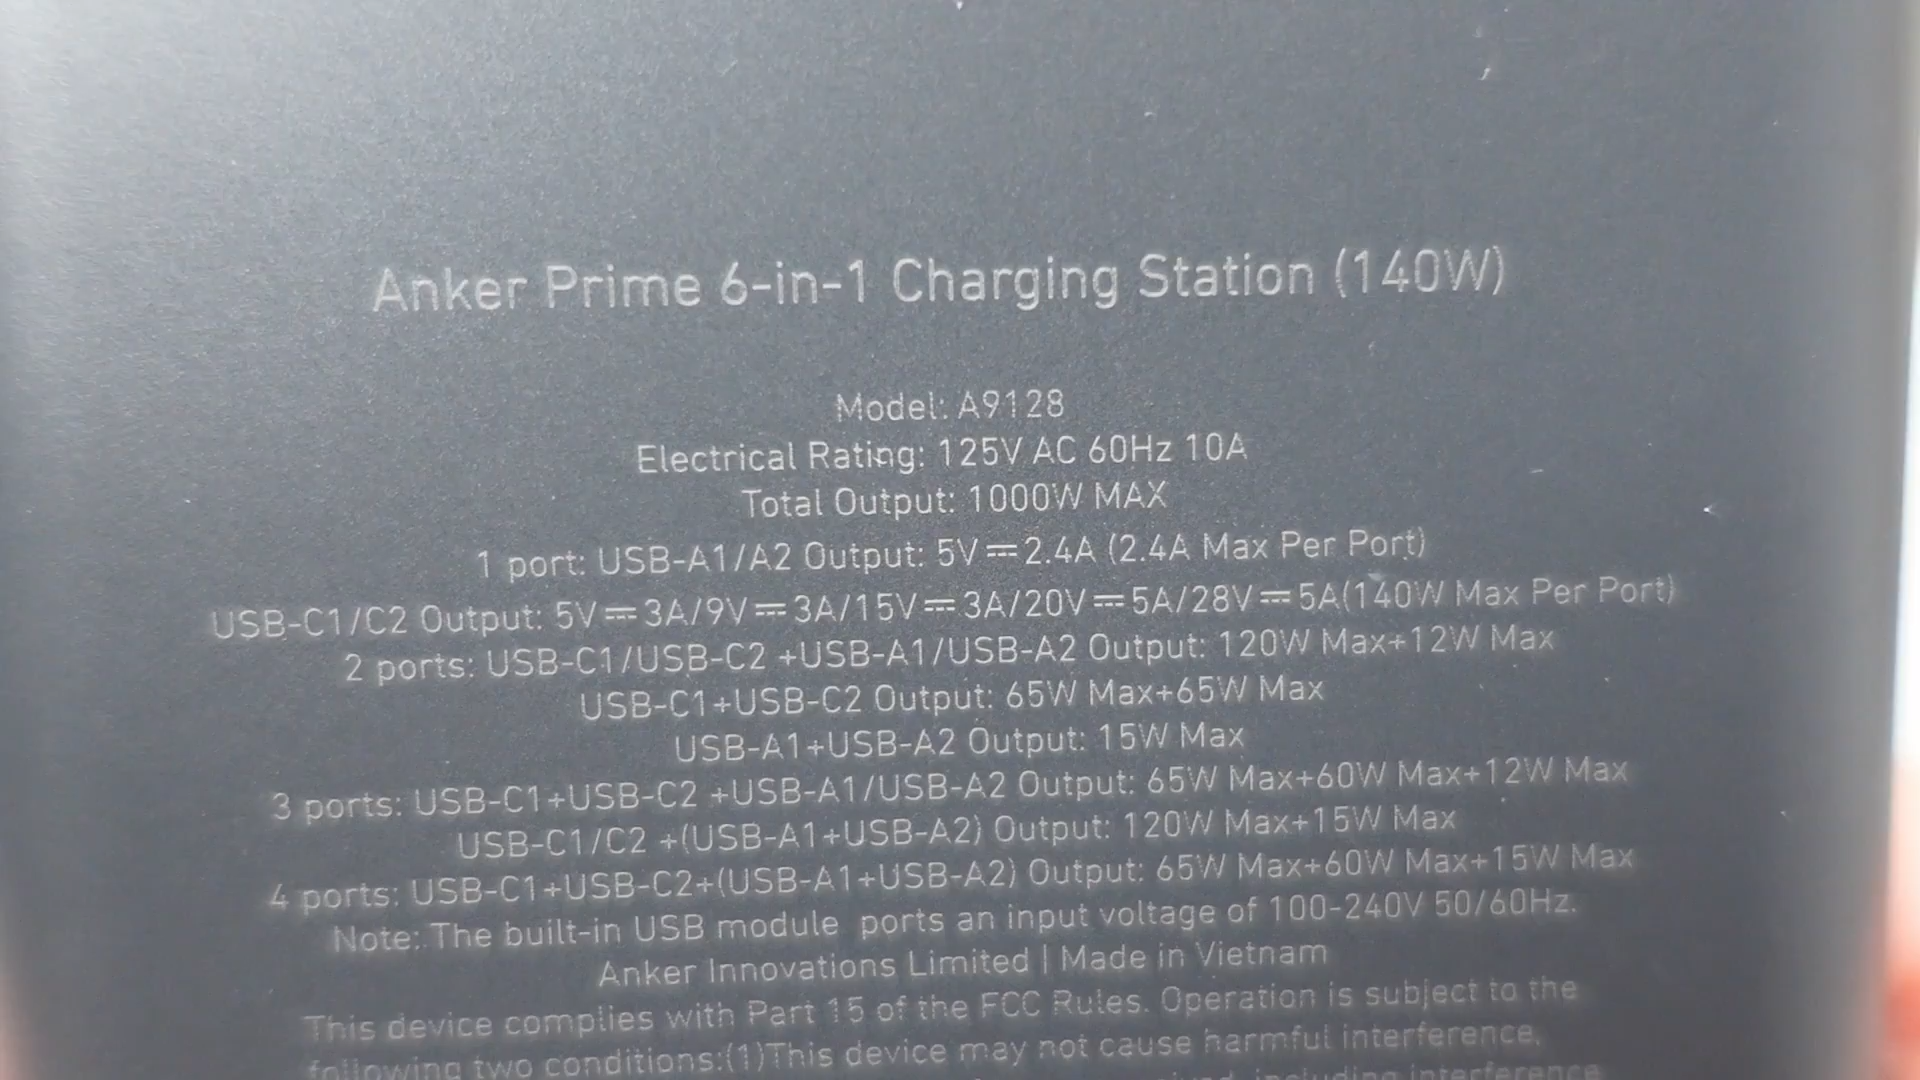 Anker Prime 6-in-1 Charging Station (140W)
Model: A9128
Electrical Rating: 125V AC 60Hz 10A
Total Output: 1000W MAX
1 port: USB-A1/A2 Output: 5V⎓2.4A (2.4A Max Per Port)
USB-C1/C2 Output: 5V⎓3A/9V⎓3A/15V⎓3A/20V⎓5A/28V⎓5A(140W Max Per Port)
2 ports: USB-C1/USB-C2 +USB-A1/USB-A2 Output: 120W Max+12W Max
USB-C1+USB-C2 Output: 65W Max+65W Max
USB-A1+USB-A2 Output: 15W Max
3 ports: USB-C1+USB-C2 +USB-A1/USB-A2 Output: 65W Max+60W Max+12W Max
USB-C1/C2 +(USB-A1+USB-A2) Output: 120W Max+15W Max
4 ports: USB-C1+USB-C2+(USB-A1+USB-A2) Output: 65W Max+60W Max+15W Max
Note: The built-in USB module ports an input voltage of 100-240V 50/60Hz.
Anker Innovations Limited | Made in Vietnam
This device complies with Part 15 of the FCC Rules. Operation is subject to the
following two conditions:(1)This device may not cause harmful interference,
including interference